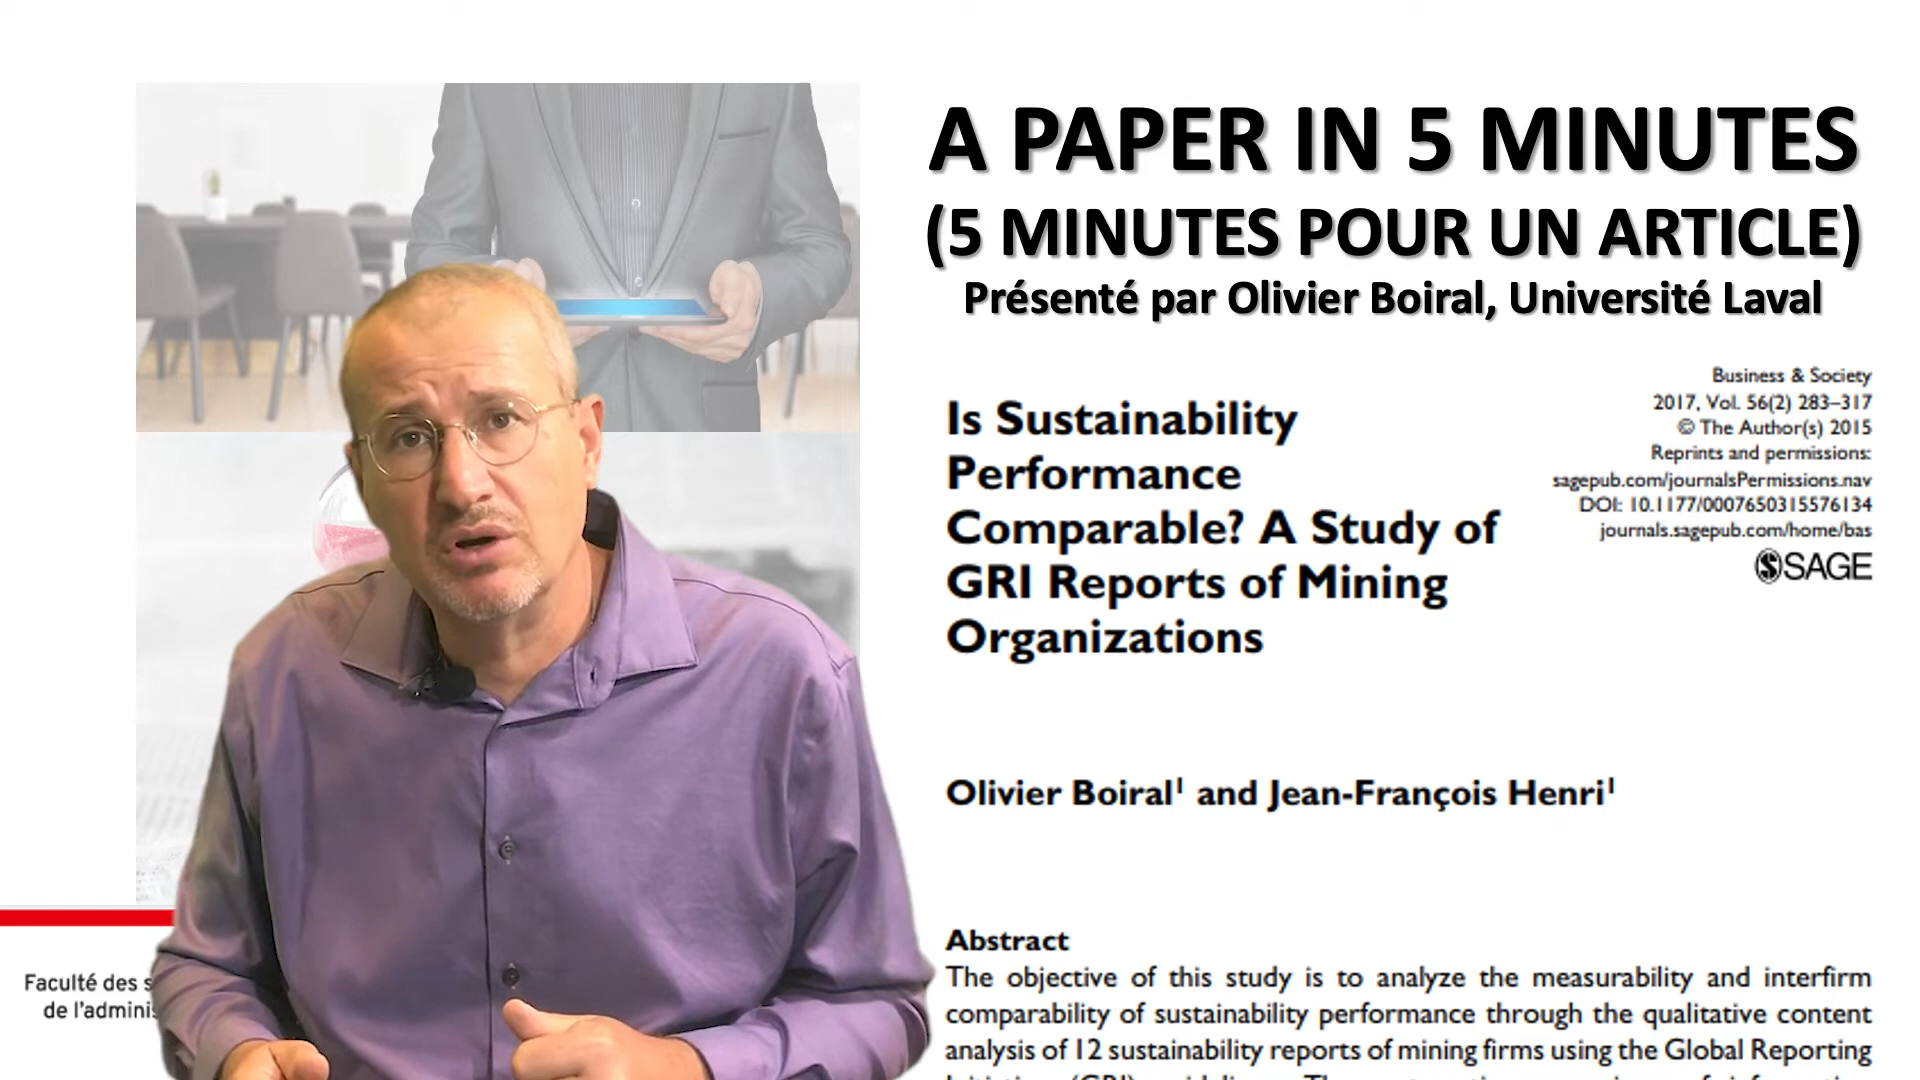 A PAPER IN 5 MINUTES
(5 MINUTES POUR UN ARTICLE)
Présenté par Olivier Boiral, Université Laval
Business & Society
2017, Vol. 56(2) 283–317
© The Author(s) 2015
Reprints and permissions:
sagepub.com/journalsPermissions.nav
DOI: 10.1177/0007650315576134
journals.sagepub.com/home/bas
SAGE
Is Sustainability
Performance
Comparable? A Study of
GRI Reports of Mining
Organizations
Olivier Boiral¹ and Jean-François Henri¹
Abstract
The objective of this study is to analyze the measurability and interfirm
comparability of sustainability performance through the qualitative content
analysis of 12 sustainability reports of mining firms using the Global Reporting
Faculté des s
de l'adminis